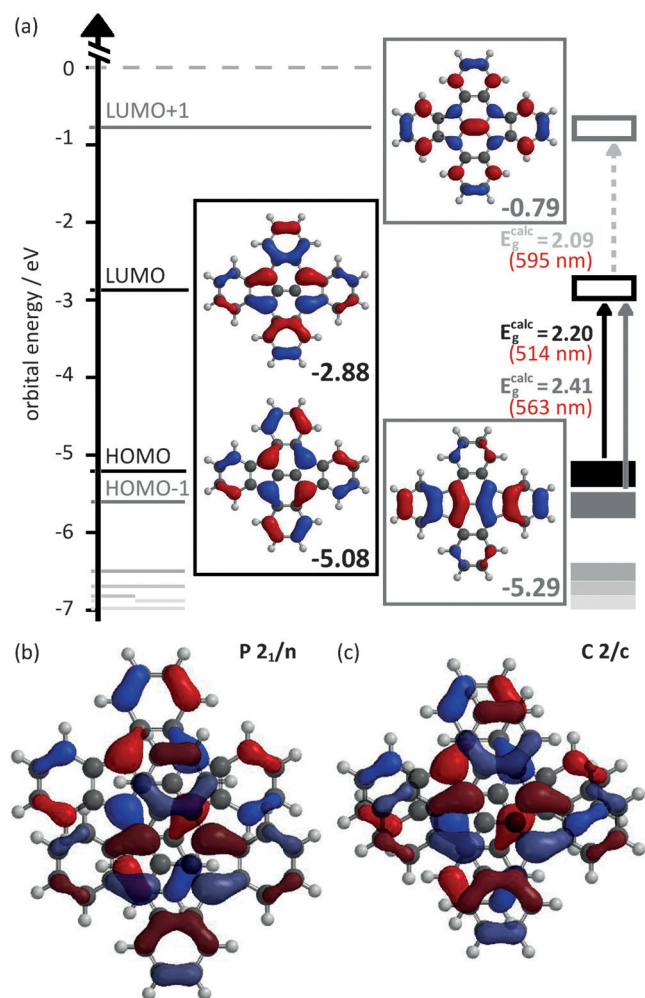 (a)
orbital energy / eV
0
-1
-2
-3
-4
-5
-6
-7
LUMO+1
LUMO
HOMO
HOMO-1
-0.79
-2.88
-5.08
-5.29
E_g^calc = 2.09
(595 nm)
E_g^calc = 2.20
(514 nm)
E_g^calc = 2.41
(563 nm)
(b) P 2₁/n
(c) C 2/c